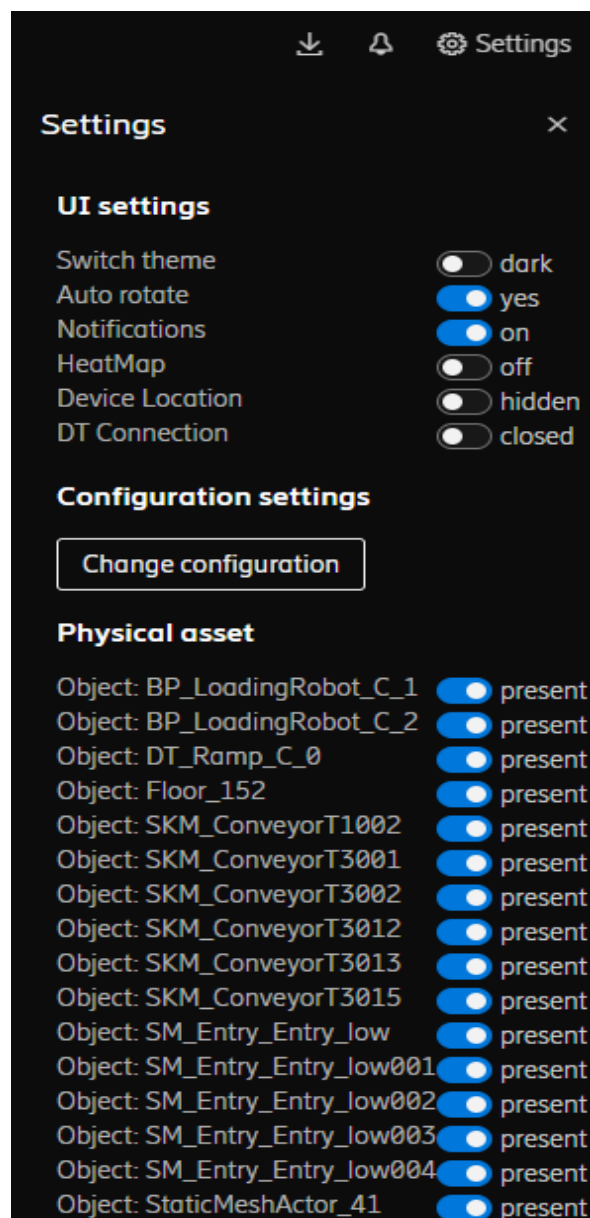 Settings
Settings
UI settings
Switch theme dark
Auto rotate yes
Notifications on
HeatMap off
Device Location hidden
DT Connection closed
Configuration settings
Change configuration
Physical asset
Object: BP_LoadingRobot_C_1 present
Object: BP_LoadingRobot_C_2 present
Object: DT_Ramp_C_0 present
Object: Floor_152 present
Object: SKM_ConveyorT1002 present
Object: SKM_ConveyorT3001 present
Object: SKM_ConveyorT3002 present
Object: SKM_ConveyorT3012 present
Object: SKM_ConveyorT3013 present
Object: SKM_ConveyorT3015 present
Object: SM_Entry_Entry_low present
Object: SM_Entry_Entry_low001 present
Object: SM_Entry_Entry_low002 present
Object: SM_Entry_Entry_low003 present
Object: SM_Entry_Entry_low004 present
Object: StaticMeshActor_41 present